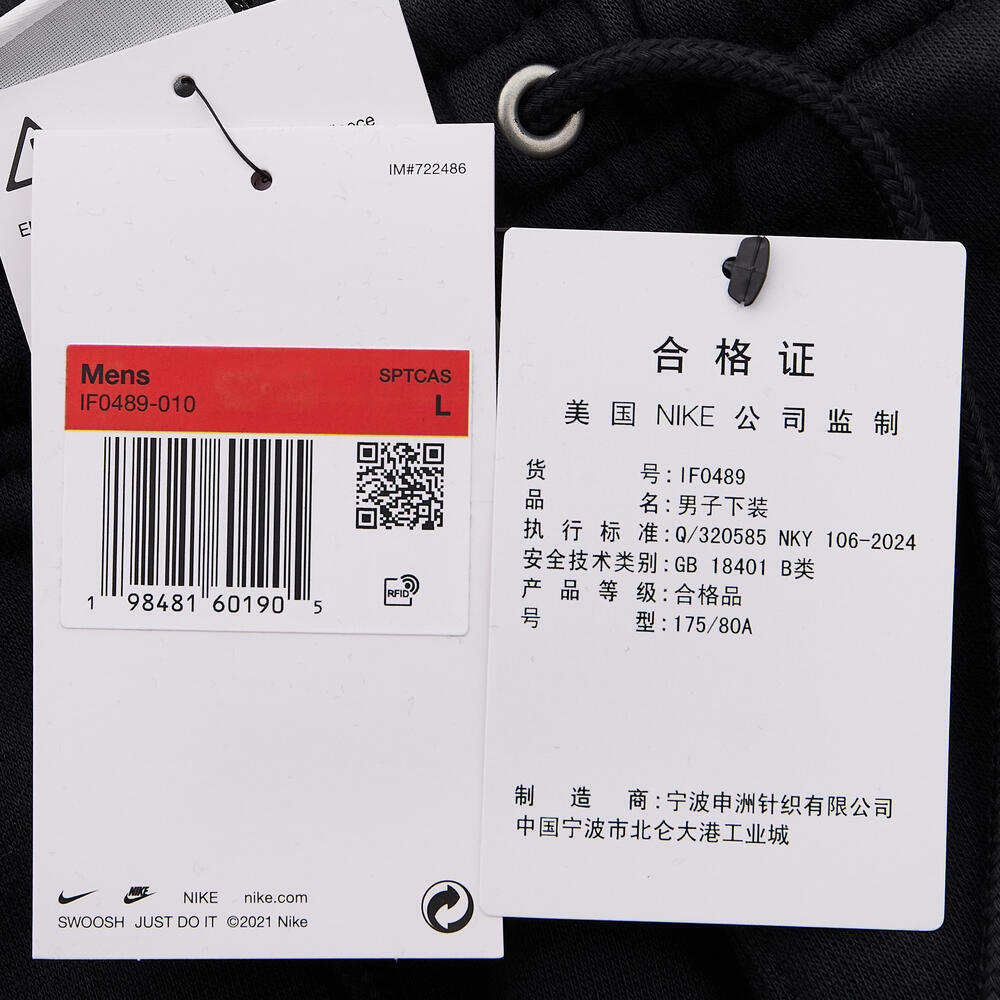 IM#722486
Mens SPTCAS
IF0489-010 L
1 98481 60190 5
RFID
NIKE NIKE nike.com
SWOOSH JUST DO IT ©2021 Nike
合格证
美国 NIKE 公司监制
货号:IF0489
品名:男子下装
执行标准:Q/320585 NKY 106-2024
安全技术类别:GB 18401 B类
产品等级:合格品
号型:175/80A
制造商:宁波申洲针织有限公司
中国宁波市北仑大港工业城